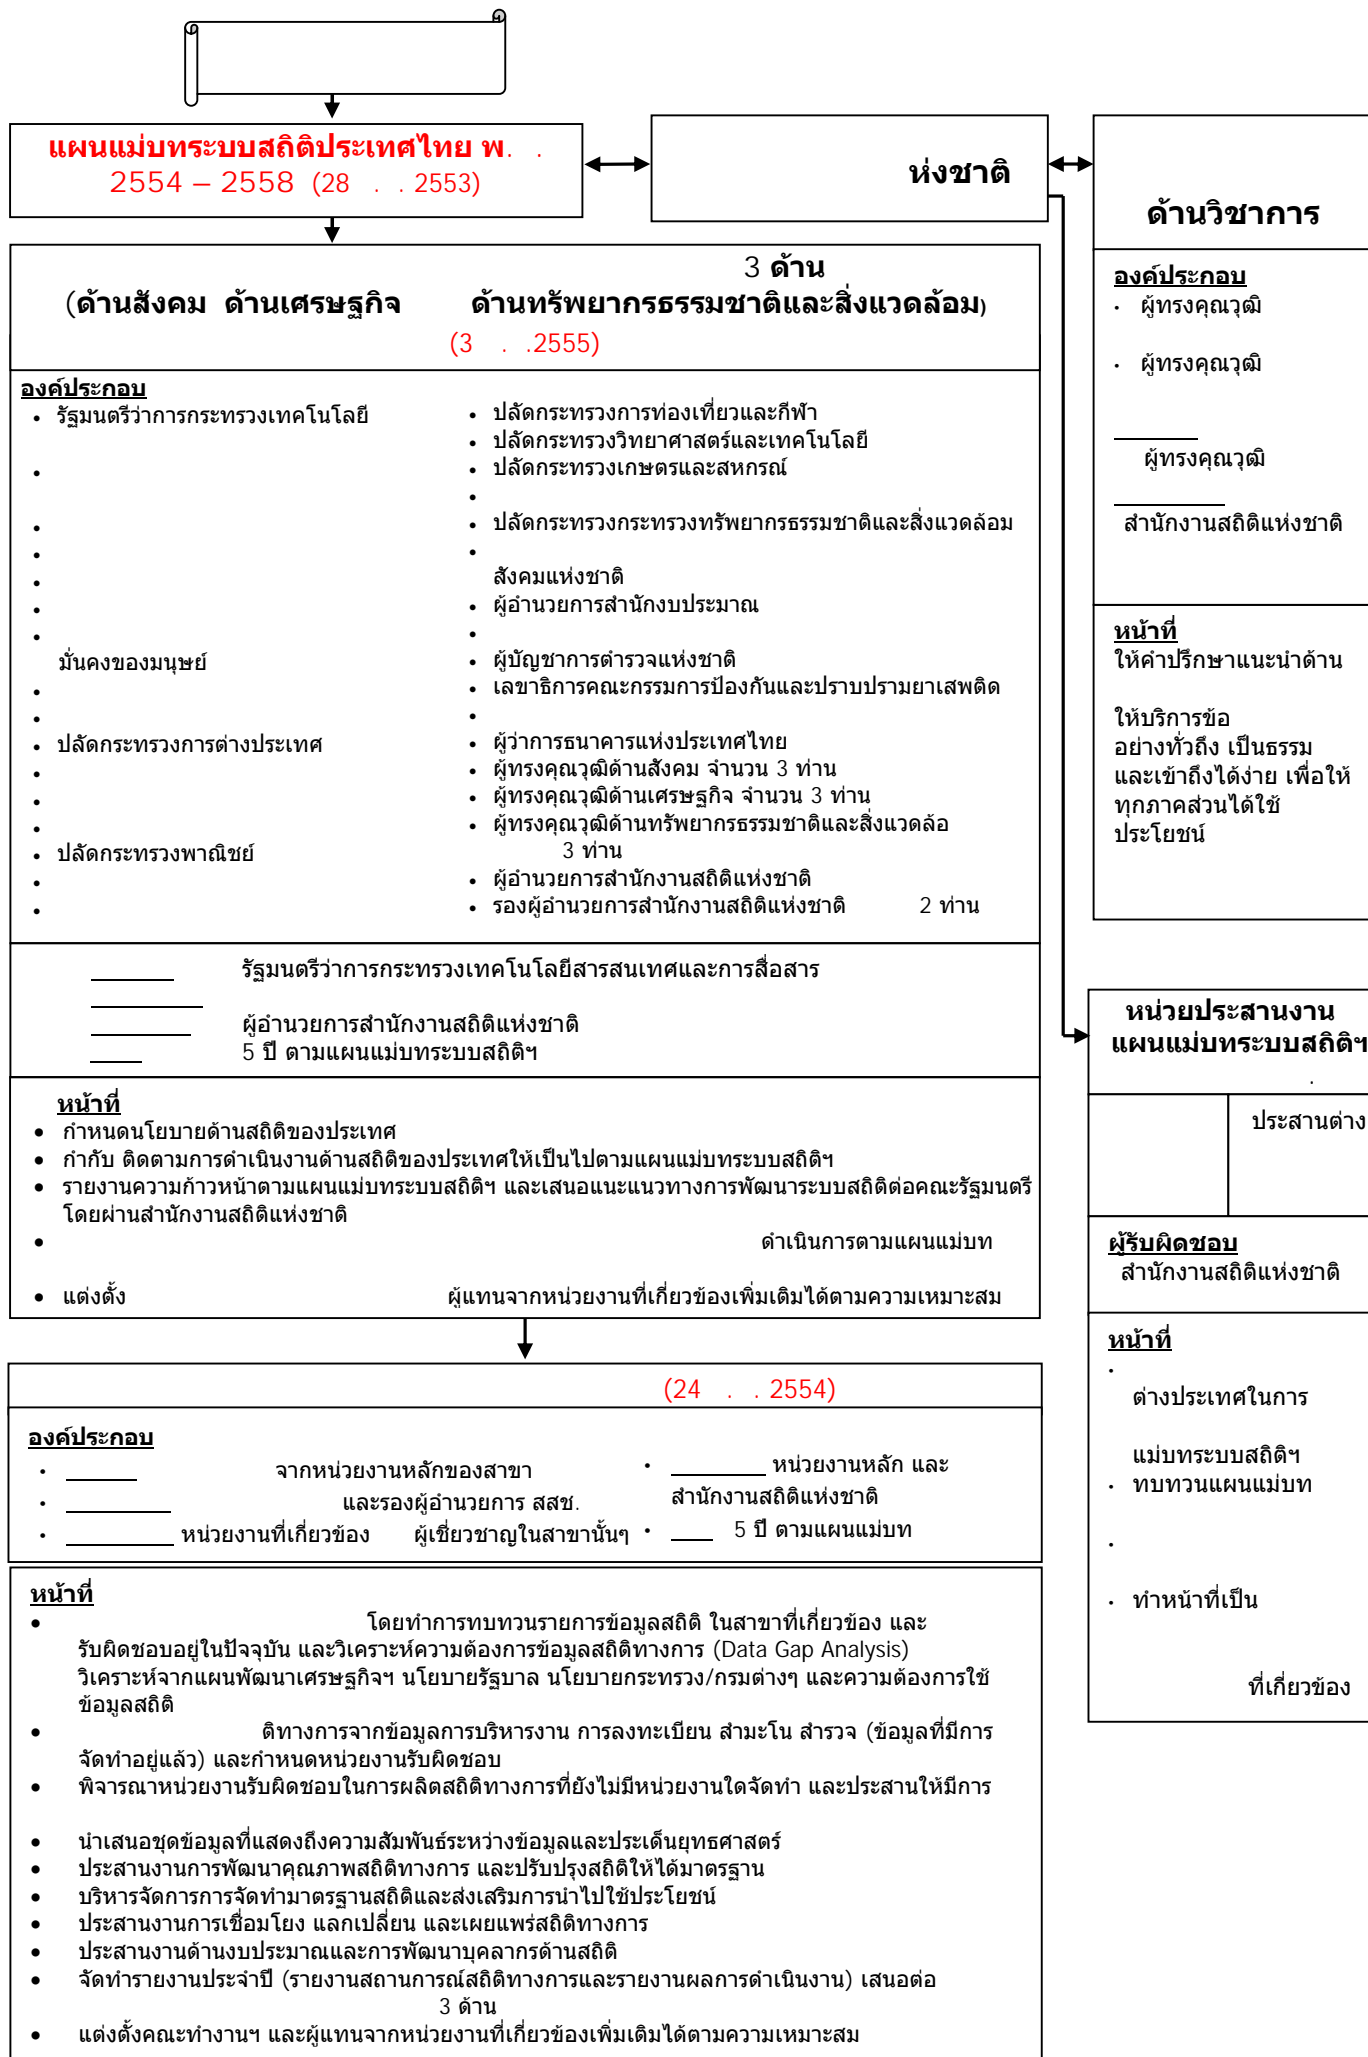 แผนแม่บทระบบสถิติประเทศไทย พ. .
2554 – 2558 (28 . . 2553)
ห่งชาติ
ด้านวิชาการ
องค์ประกอบ
· ผู้ทรงคุณวุฒิ
· ผู้ทรงคุณวุฒิ
ผู้ทรงคุณวุฒิ
สำนักงานสถิติแห่งชาติ
หน้าที่
ให้คำปรึกษาแนะนำด้าน
ให้บริการข้อ
อย่างทั่วถึง เป็นธรรม
และเข้าถึงได้ง่าย เพื่อให้
ทุกภาคส่วนได้ใช้
ประโยชน์
3 ด้าน
(ด้านสังคม ด้านเศรษฐกิจ ด้านทรัพยากรธรรมชาติและสิ่งแวดล้อม)
(3 . .2555)
องค์ประกอบ
• รัฐมนตรีว่าการกระทรวงเทคโนโลยี
•
•
•
•
•
•
มั่นคงของมนุษย์
•
•
• ปลัดกระทรวงการต่างประเทศ
•
•
•
• ปลัดกระทรวงพาณิชย์
•
•
• ปลัดกระทรวงการท่องเที่ยวและกีฬา
• ปลัดกระทรวงวิทยาศาสตร์และเทคโนโลยี
• ปลัดกระทรวงเกษตรและสหกรณ์
•
• ปลัดกระทรวงกระทรวงทรัพยากรธรรมชาติและสิ่งแวดล้อม
•
สังคมแห่งชาติ
• ผู้อำนวยการสำนักงบประมาณ
•
• ผู้บัญชาการตำรวจแห่งชาติ
• เลขาธิการคณะกรรมการป้องกันและปราบปรามยาเสพติด
•
• ผู้ว่าการธนาคารแห่งประเทศไทย
• ผู้ทรงคุณวุฒิด้านสังคม จำนวน 3 ท่าน
• ผู้ทรงคุณวุฒิด้านเศรษฐกิจ จำนวน 3 ท่าน
• ผู้ทรงคุณวุฒิด้านทรัพยากรธรรมชาติและสิ่งแวดล้อ
3 ท่าน
• ผู้อำนวยการสำนักงานสถิติแห่งชาติ
• รองผู้อำนวยการสำนักงานสถิติแห่งชาติ 2 ท่าน
รัฐมนตรีว่าการกระทรวงเทคโนโลยีสารสนเทศและการสื่อสาร
ผู้อำนวยการสำนักงานสถิติแห่งชาติ
5 ปี ตามแผนแม่บทระบบสถิติฯ
หน้าที่
• กำหนดนโยบายด้านสถิติของประเทศ
• กำกับ ติดตามการดำเนินงานด้านสถิติของประเทศให้เป็นไปตามแผนแม่บทระบบสถิติฯ
• รายงานความก้าวหน้าตามแผนแม่บทระบบสถิติฯ และเสนอแนะแนวทางการพัฒนาระบบสถิติต่อคณะรัฐมนตรี
โดยผ่านสำนักงานสถิติแห่งชาติ
• ดำเนินการตามแผนแม่บท
• แต่งตั้ง ผู้แทนจากหน่วยงานที่เกี่ยวข้องเพิ่มเติมได้ตามความเหมาะสม
หน่วยประสานงาน
แผนแม่บทระบบสถิติฯ
.
ประสานต่าง
ผู้รับผิดชอบ
สำนักงานสถิติแห่งชาติ
หน้าที่
·
ต่างประเทศในการ
แม่บทระบบสถิติฯ
· ทบทวนแผนแม่บท
·
· ทำหน้าที่เป็น
ที่เกี่ยวข้อง
(24 . . 2554)
องค์ประกอบ
· จากหน่วยงานหลักของสาขา
· และรองผู้อำนวยการ สสช.
· หน่วยงานที่เกี่ยวข้อง ผู้เชี่ยวชาญในสาขานั้นๆ
· หน่วยงานหลัก และ
สำนักงานสถิติแห่งชาติ
· 5 ปี ตามแผนแม่บท
หน้าที่
• โดยทำการทบทวนรายการข้อมูลสถิติ ในสาขาที่เกี่ยวข้อง และ
รับผิดชอบอยู่ในปัจจุบัน และวิเคราะห์ความต้องการข้อมูลสถิติทางการ (Data Gap Analysis)
วิเคราะห์จากแผนพัฒนาเศรษฐกิจฯ นโยบายรัฐบาล นโยบายกระทรวง/กรมต่างๆ และความต้องการใช้
ข้อมูลสถิติ
• ติทางการจากข้อมูลการบริหารงาน การลงทะเบียน สำมะโน สำรวจ (ข้อมูลที่มีการ
จัดทำอยู่แล้ว) และกำหนดหน่วยงานรับผิดชอบ
• พิจารณาหน่วยงานรับผิดชอบในการผลิตสถิติทางการที่ยังไม่มีหน่วยงานใดจัดทำ และประสานให้มีการ
• นำเสนอชุดข้อมูลที่แสดงถึงความสัมพันธ์ระหว่างข้อมูลและประเด็นยุทธศาสตร์
• ประสานงานการพัฒนาคุณภาพสถิติทางการ และปรับปรุงสถิติให้ได้มาตรฐาน
• บริหารจัดการการจัดทำมาตรฐานสถิติและส่งเสริมการนำไปใช้ประโยชน์
• ประสานงานการเชื่อมโยง แลกเปลี่ยน และเผยแพร่สถิติทางการ
• ประสานงานด้านงบประมาณและการพัฒนาบุคลากรด้านสถิติ
• จัดทำรายงานประจำปี (รายงานสถานการณ์สถิติทางการและรายงานผลการดำเนินงาน) เสนอต่อ
3 ด้าน
• แต่งตั้งคณะทำงานฯ และผู้แทนจากหน่วยงานที่เกี่ยวข้องเพิ่มเติมได้ตามความเหมาะสม